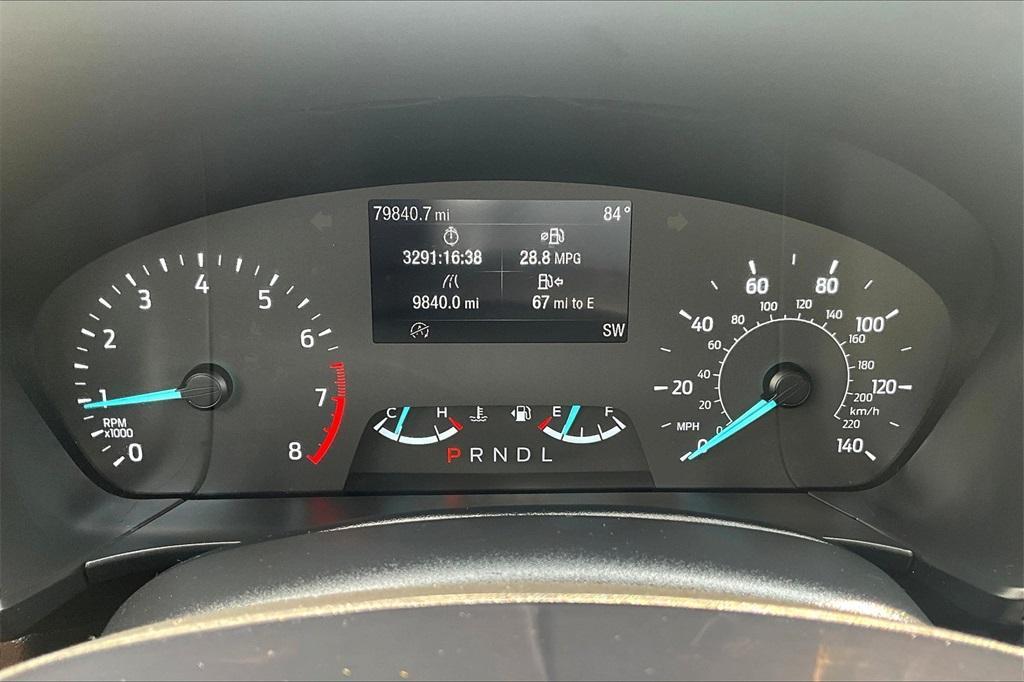 79840.7 mi 84°
3291:16:38 28.8 MPG
9840.0 mi 67 mi to E
SW
0 1 2 3 4 5 6 7 8
RPM
x1000
C H E F
P R N D L
0 20 40 60 80 100 120 140
MPH
0 20 40 60 80 100 120 140 160 180 200 220
km/h